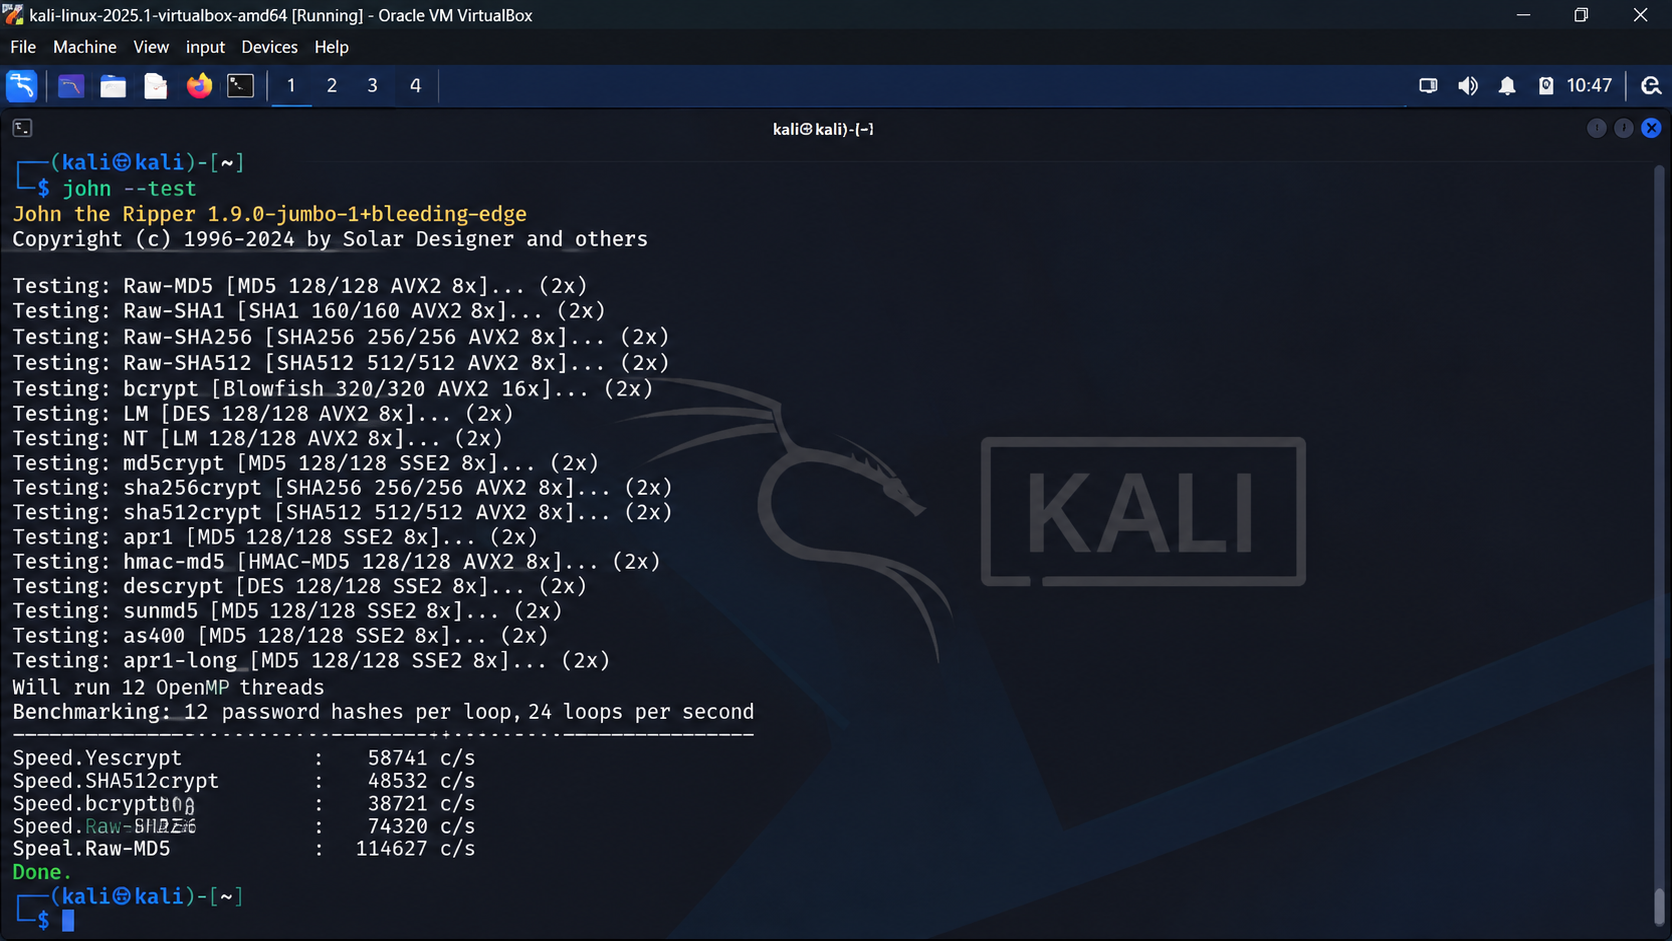 kali-linux-2025.1-virtualbox-amd64 [Running] - Oracle VM VirtualBox
File Machine View input Devices Help
1 2 3 4 10:47
kali㉿kali)-[~]
(kali㉿kali)-[~]
$ john --test
John the Ripper 1.9.0-jumbo-1+bleeding-edge
Copyright (c) 1996-2024 by Solar Designer and others
Testing: Raw-MD5 [MD5 128/128 AVX2 8x]... (2x)
Testing: Raw-SHA1 [SHA1 160/160 AVX2 8x]... (2x)
Testing: Raw-SHA256 [SHA256 256/256 AVX2 8x]... (2x)
Testing: Raw-SHA512 [SHA512 512/512 AVX2 8x]... (2x)
Testing: bcrypt [Blowfish 320/320 AVX2 16x]... (2x)
Testing: LM [DES 128/128 AVX2 8x]... (2x)
Testing: NT [LM 128/128 AVX2 8x]... (2x)
Testing: md5crypt [MD5 128/128 SSE2 8x]... (2x)
Testing: sha256crypt [SHA256 256/256 AVX2 8x]... (2x)
Testing: sha512crypt [SHA512 512/512 AVX2 8x]... (2x)
Testing: apr1 [MD5 128/128 SSE2 8x]... (2x)
Testing: hmac-md5 [HMAC-MD5 128/128 AVX2 8x]... (2x)
Testing: descrypt [DES 128/128 SSE2 8x]... (2x)
Testing: sunmd5 [MD5 128/128 SSE2 8x]... (2x)
Testing: as400 [MD5 128/128 SSE2 8x]... (2x)
Testing: apr1-long [MD5 128/128 SSE2 8x]... (2x)
Will run 12 OpenMP threads
Benchmarking: 12 password hashes per loop, 24 loops per second
Speed.Yescrypt : 58741 c/s
Speed.SHA512crypt : 48532 c/s
: 38721 c/s
: 74320 c/s
Speeal.Raw-MD5 : 114627 c/s
Done.
(kali㉿kali)-[~]
$
KALI